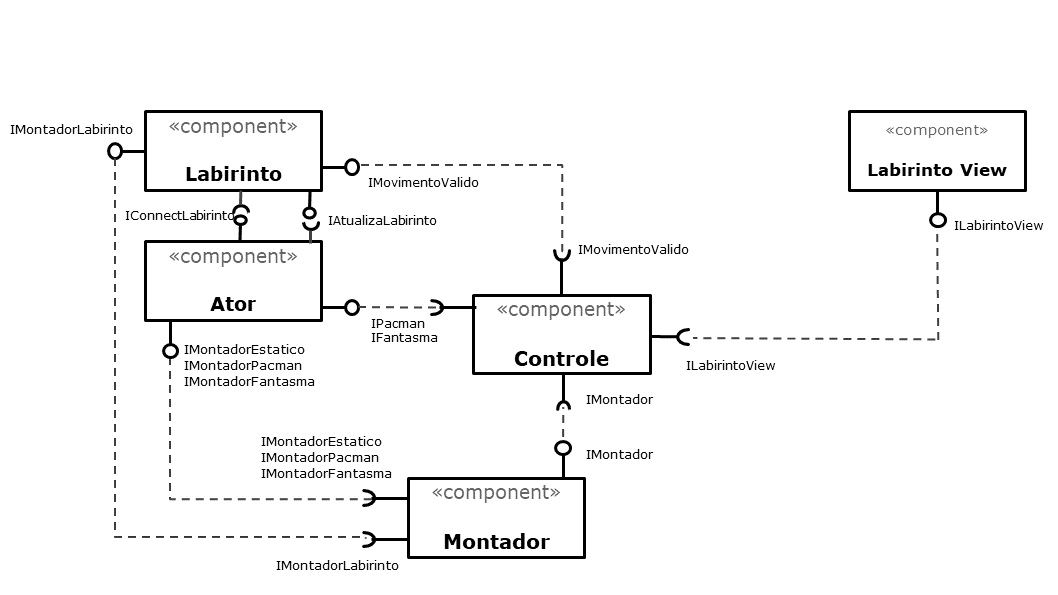 «component»
Labirinto
IMontadorLabirinto
IMovimentoValido
IConnectLabirinto
IAtualizaLabirinto
«component»
Labirinto View
ILabirintoView
«component»
Ator
IPacman
IFantasma
IMovimentoValido
«component»
Controle
ILabirintoView
IMontadorEstatico
IMontadorPacman
IMontadorFantasma
IMontador
IMontador
IMontadorEstatico
IMontadorPacman
IMontadorFantasma
«component»
Montador
IMontadorLabirinto